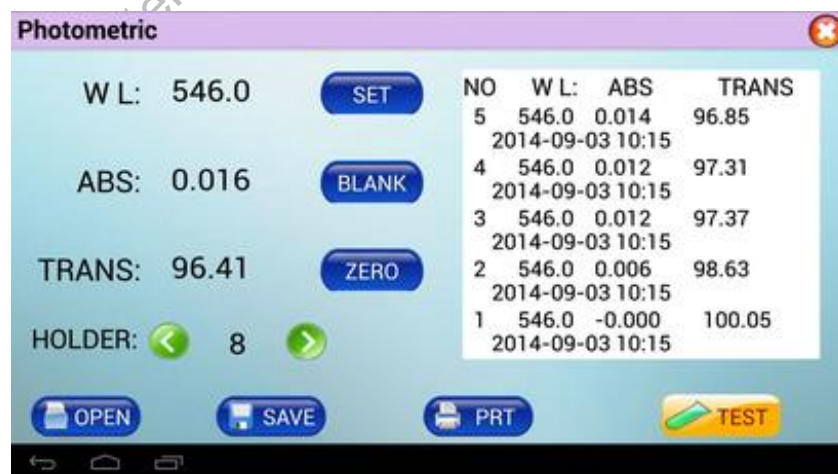 Photometric
W L: 546.0 SET
ABS: 0.016 BLANK
TRANS: 96.41 ZERO
HOLDER: 8
NO W L: ABS TRANS
5 546.0 0.014 96.85
2014-09-03 10:15
4 546.0 0.012 97.31
2014-09-03 10:15
3 546.0 0.012 97.37
2014-09-03 10:15
2 546.0 0.006 98.63
2014-09-03 10:15
1 546.0 -0.000 100.05
2014-09-03 10:15
OPEN SAVE PRT TEST